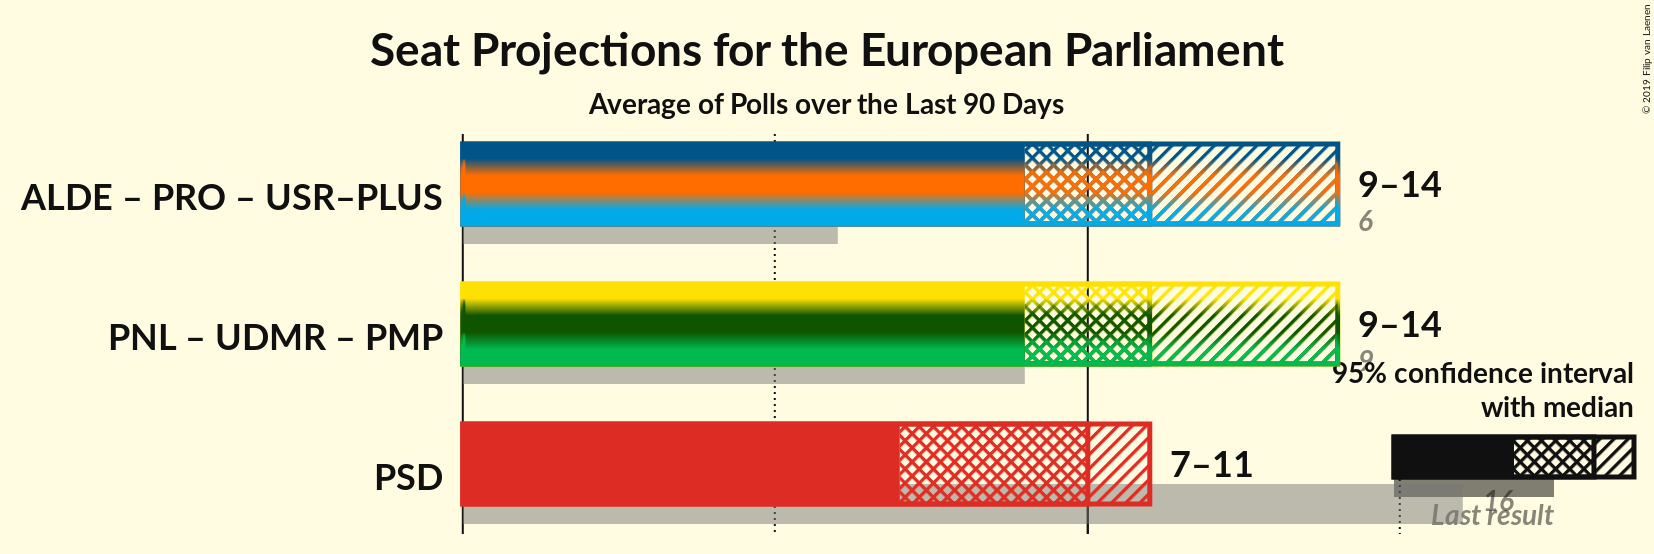 Seat Projections for the European Parliament
Average of Polls over the Last 90 Days
© 2019 Filip van Laenen
ALDE – PRO – USR–PLUS
9–14
6
PNL – UDMR – PMP
9–14
9
95% confidence interval
with median
PSD
7–11
16
Last result